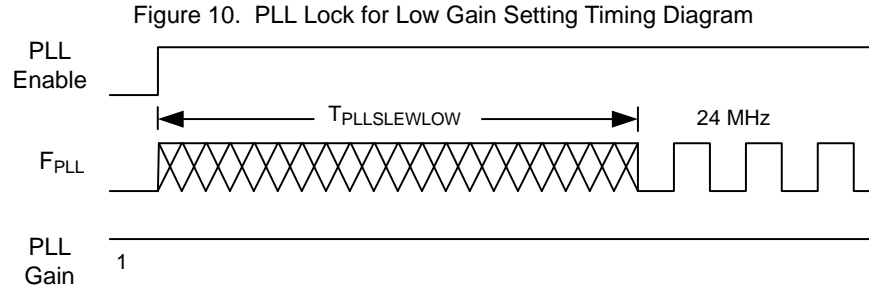 Figure 10. PLL Lock for Low Gain Setting Timing Diagram
PLL
Enable
TPLLSLEWLOW
24 MHz
FPLL
PLL
Gain
1